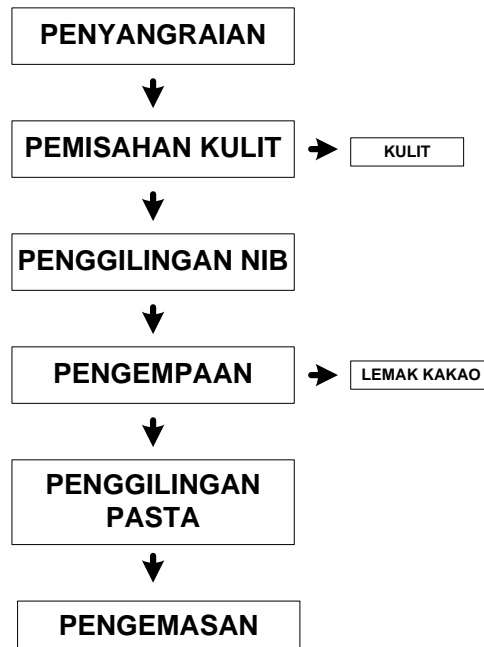 PENYANGRAIAN
PEMISAHAN KULIT
KULIT
PENGGILINGAN NIB
PENGEMPAAN
LEMAK KAKAO
PENGGILINGAN
PASTA
PENGEMASAN